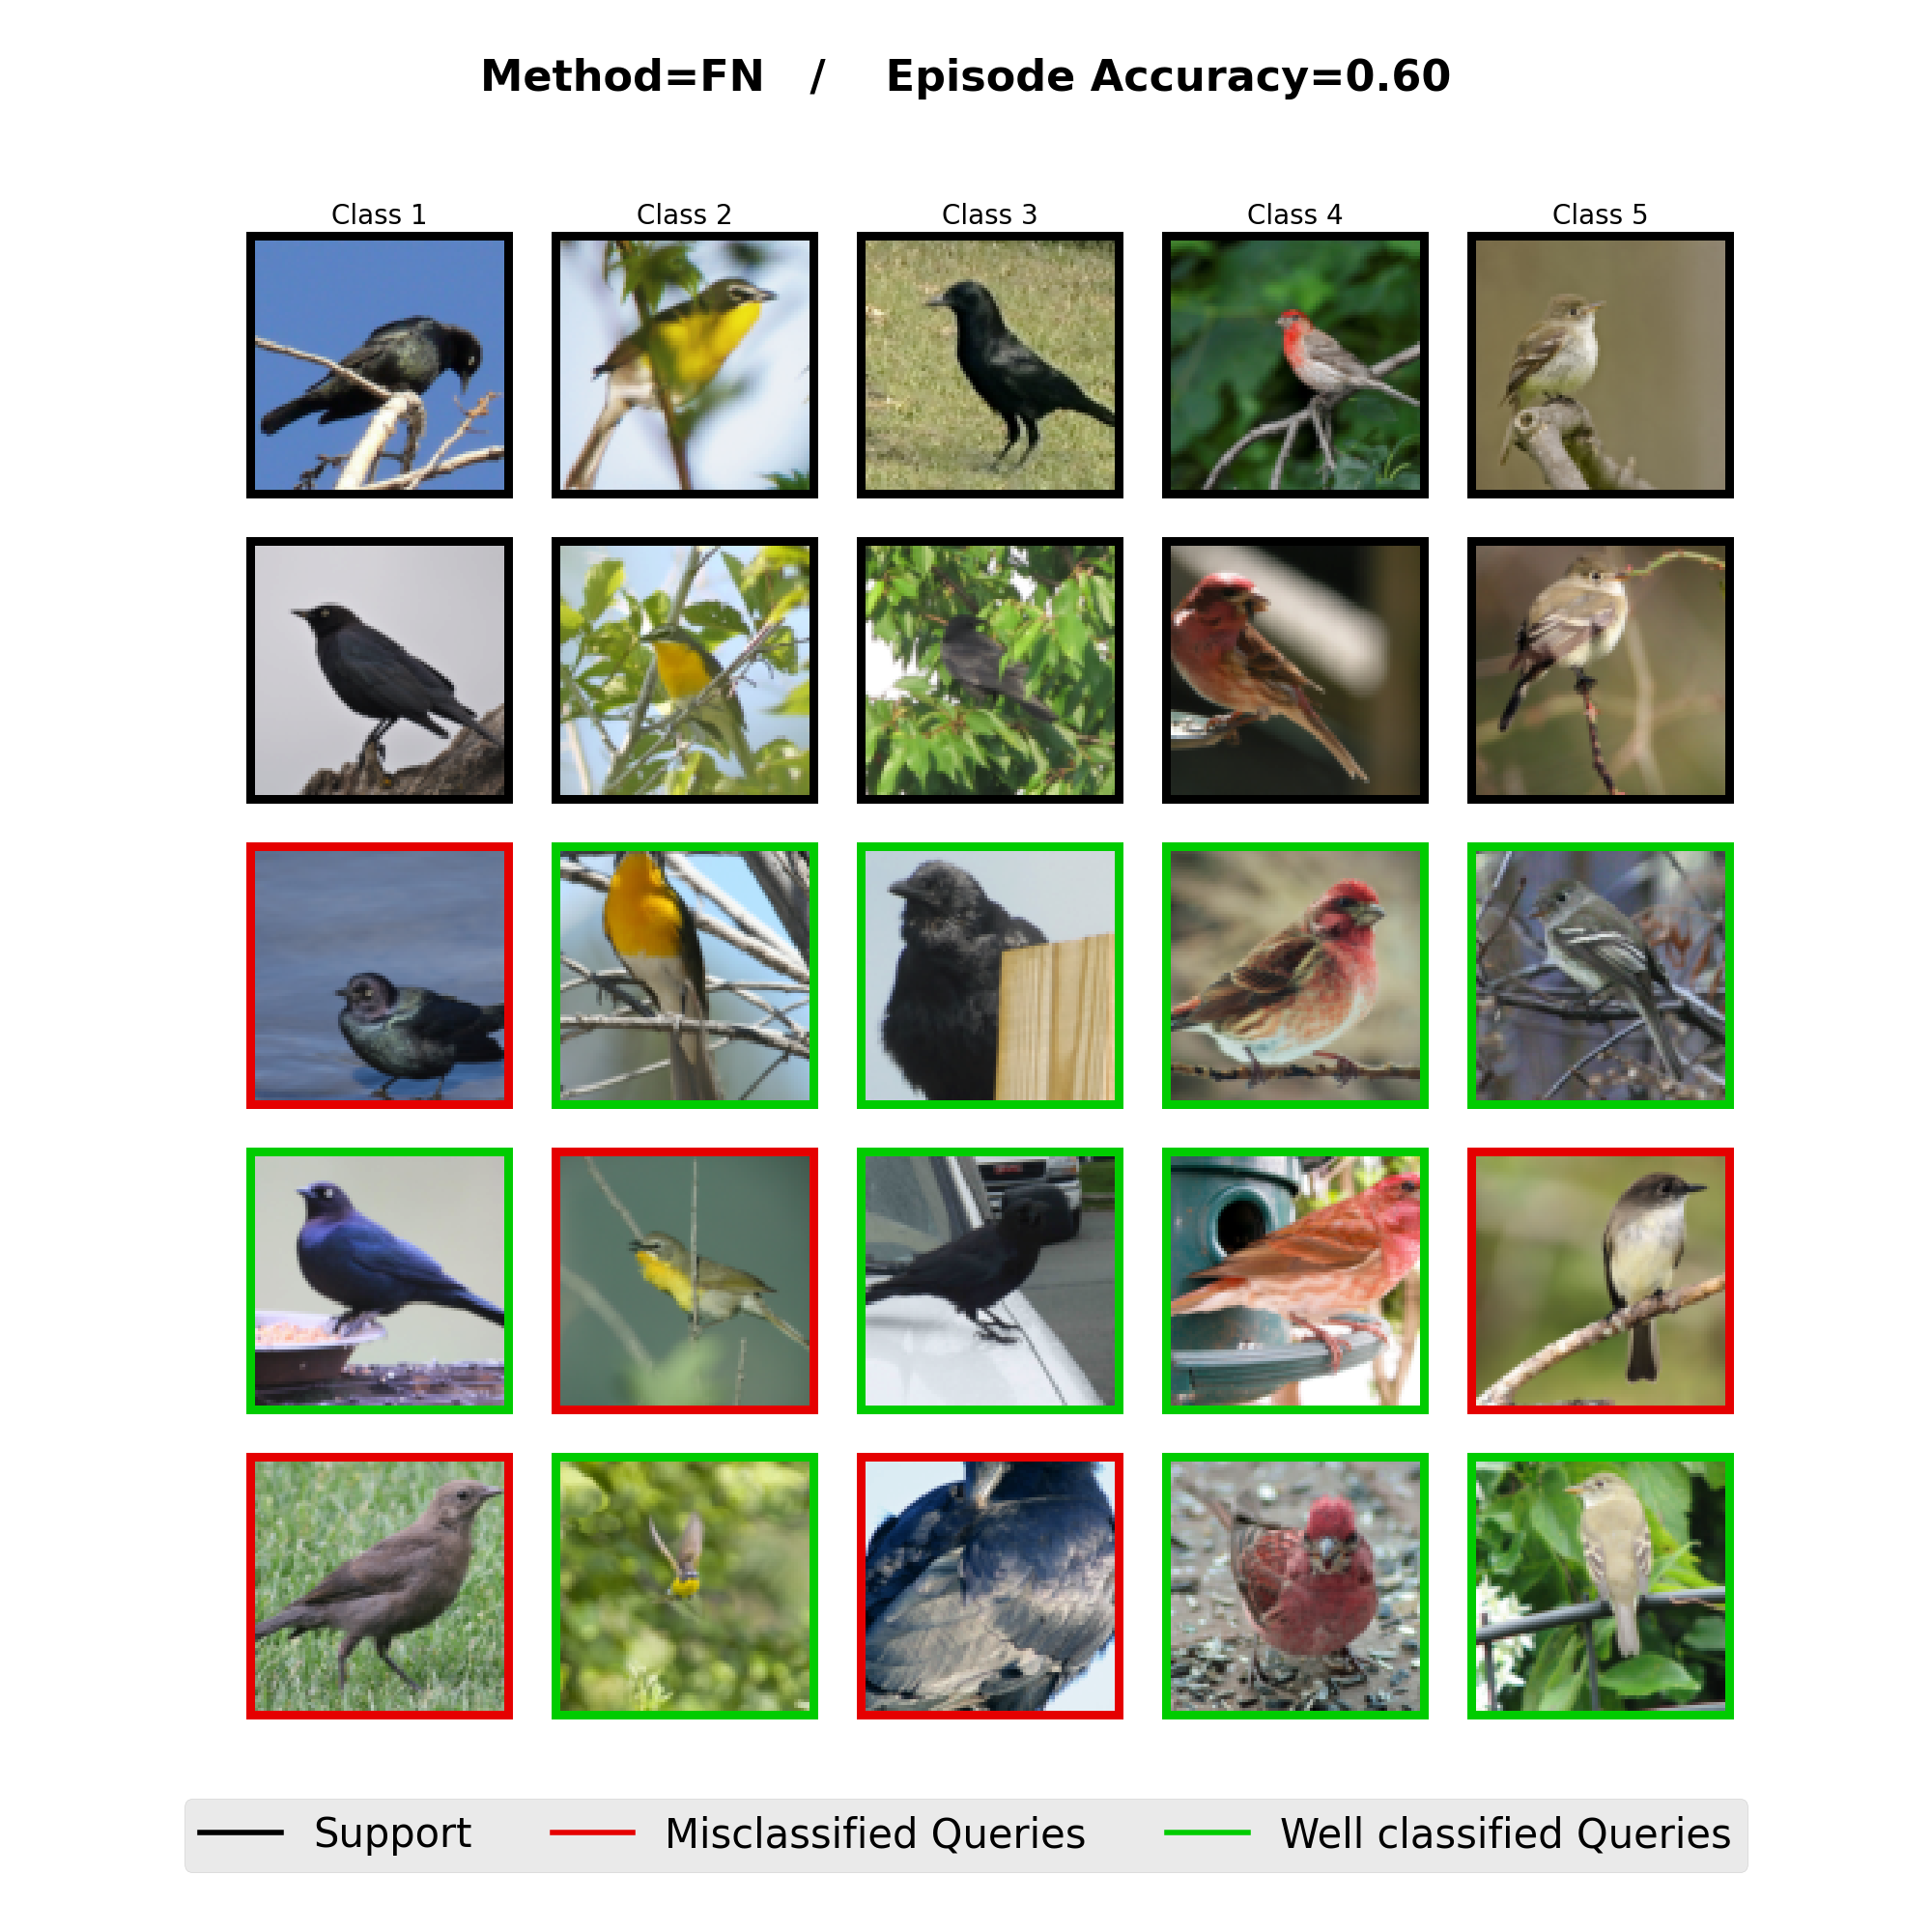 Method=FN / Episode Accuracy=0.60
Class 1 Class 2 Class 3 Class 4 Class 5
Support Misclassified Queries Well classified Queries